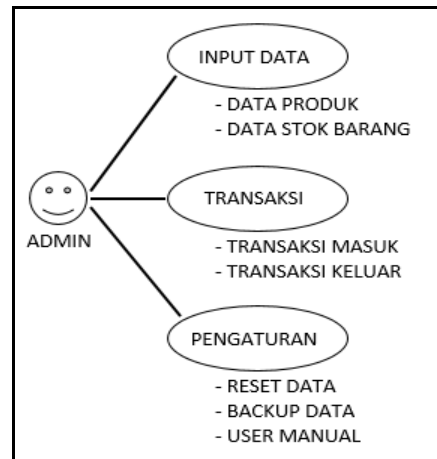 INPUT DATA
- DATA PRODUK
- DATA STOK BARANG
ADMIN
TRANSAKSI
- TRANSAKSI MASUK
- TRANSAKSI KELUAR
PENGATURAN
- RESET DATA
- BACKUP DATA
- USER MANUAL